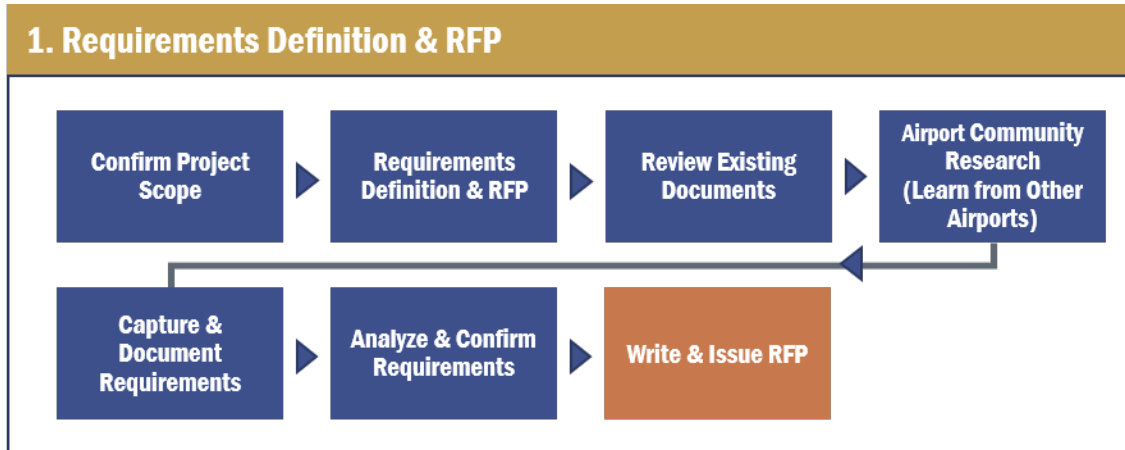 1. Requirements Definition & RFP
Confirm Project
Scope
Requirements
Definition & RFP
Review Existing
Documents
Airport Community
Research
(Learn from Other
Airports)
Capture &
Document
Requirements
Analyze & Confirm
Requirements
Write & Issue RFP